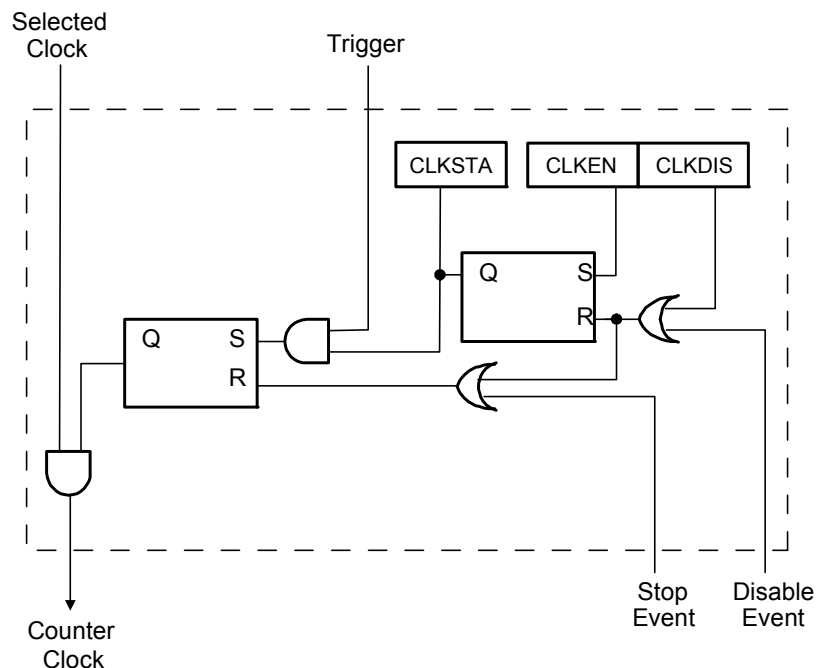 Selected
Clock
Trigger
CLKSTA
CLKEN
CLKDIS
Q
S
R
Q
S
R
Stop
Event
Disable
Event
Counter
Clock